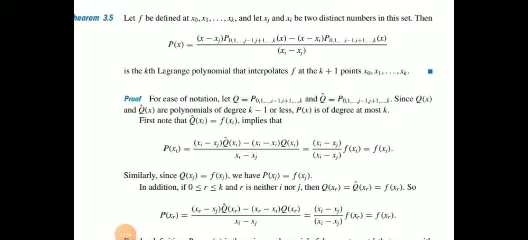 heorem 3.5 Let f be defined at x₀, x₁, . . . , xₖ, and let xⱼ and xᵢ be two distinct numbers in this set. Then
P(x) = ((x − xⱼ)P₀,₁,...,ⱼ₋₁,ⱼ₊₁,...,ₖ(x) − (x − xᵢ)P₀,₁,...,ᵢ₋₁,ᵢ₊₁,...,ₖ(x)) / (xᵢ − xⱼ)
is the kth Lagrange polynomial that interpolates f at the k + 1 points x₀, x₁, . . . , xₖ. ■
Proof For ease of notation, let Q ≡ P₀,₁,...,ᵢ₋₁,ᵢ₊₁,...,ₖ and Q̂ ≡ P₀,₁,...,ⱼ₋₁,ⱼ₊₁,...,ₖ. Since Q(x)
and Q̂(x) are polynomials of degree k − 1 or less, P(x) is of degree at most k.
First note that Q̂(xᵢ) = f(xᵢ), implies that
P(xᵢ) = ((xᵢ − xⱼ)Q̂(xᵢ) − (xᵢ − xᵢ)Q(xᵢ)) / (xᵢ − xⱼ) = ((xᵢ − xⱼ) / (xᵢ − xⱼ)) f(xᵢ) = f(xᵢ).
Similarly, since Q(xⱼ) = f(xⱼ), we have P(xⱼ) = f(xⱼ).
In addition, if 0 ≤ r ≤ k and r is neither i nor j, then Q(xᵣ) = Q̂(xᵣ) = f(xᵣ). So
P(xᵣ) = ((xᵣ − xⱼ)Q̂(xᵣ) − (xᵣ − xᵢ)Q(xᵣ)) / (xᵢ − xⱼ) = ((xᵢ − xⱼ) / (xᵢ − xⱼ)) f(xᵣ) = f(xᵣ).